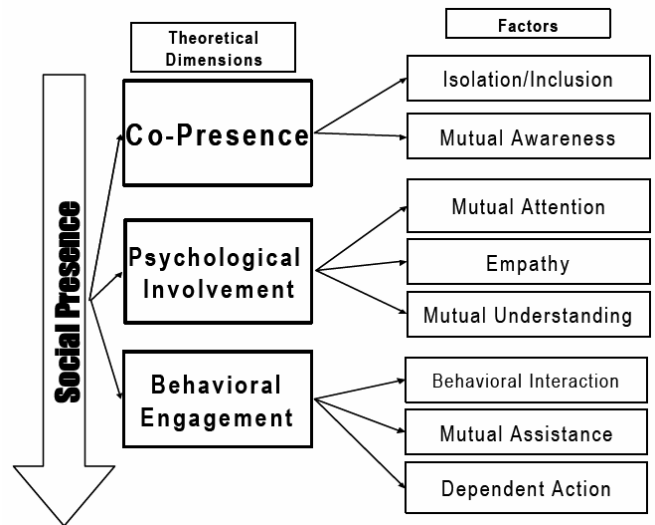 Theoretical
Dimensions
Factors
Social Presence
Co-Presence
Isolation/Inclusion
Mutual Awareness
Psychological
Involvement
Mutual Attention
Empathy
Mutual Understanding
Behavioral
Engagement
Behavioral Interaction
Mutual Assistance
Dependent Action